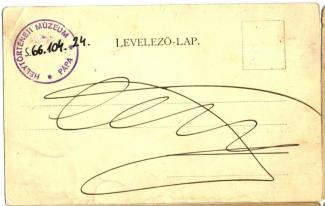 HELYTÖRTÉNETI MÚZEUM
PÁPA
S.66.104.24.
LEVELEZŐ-LAP.